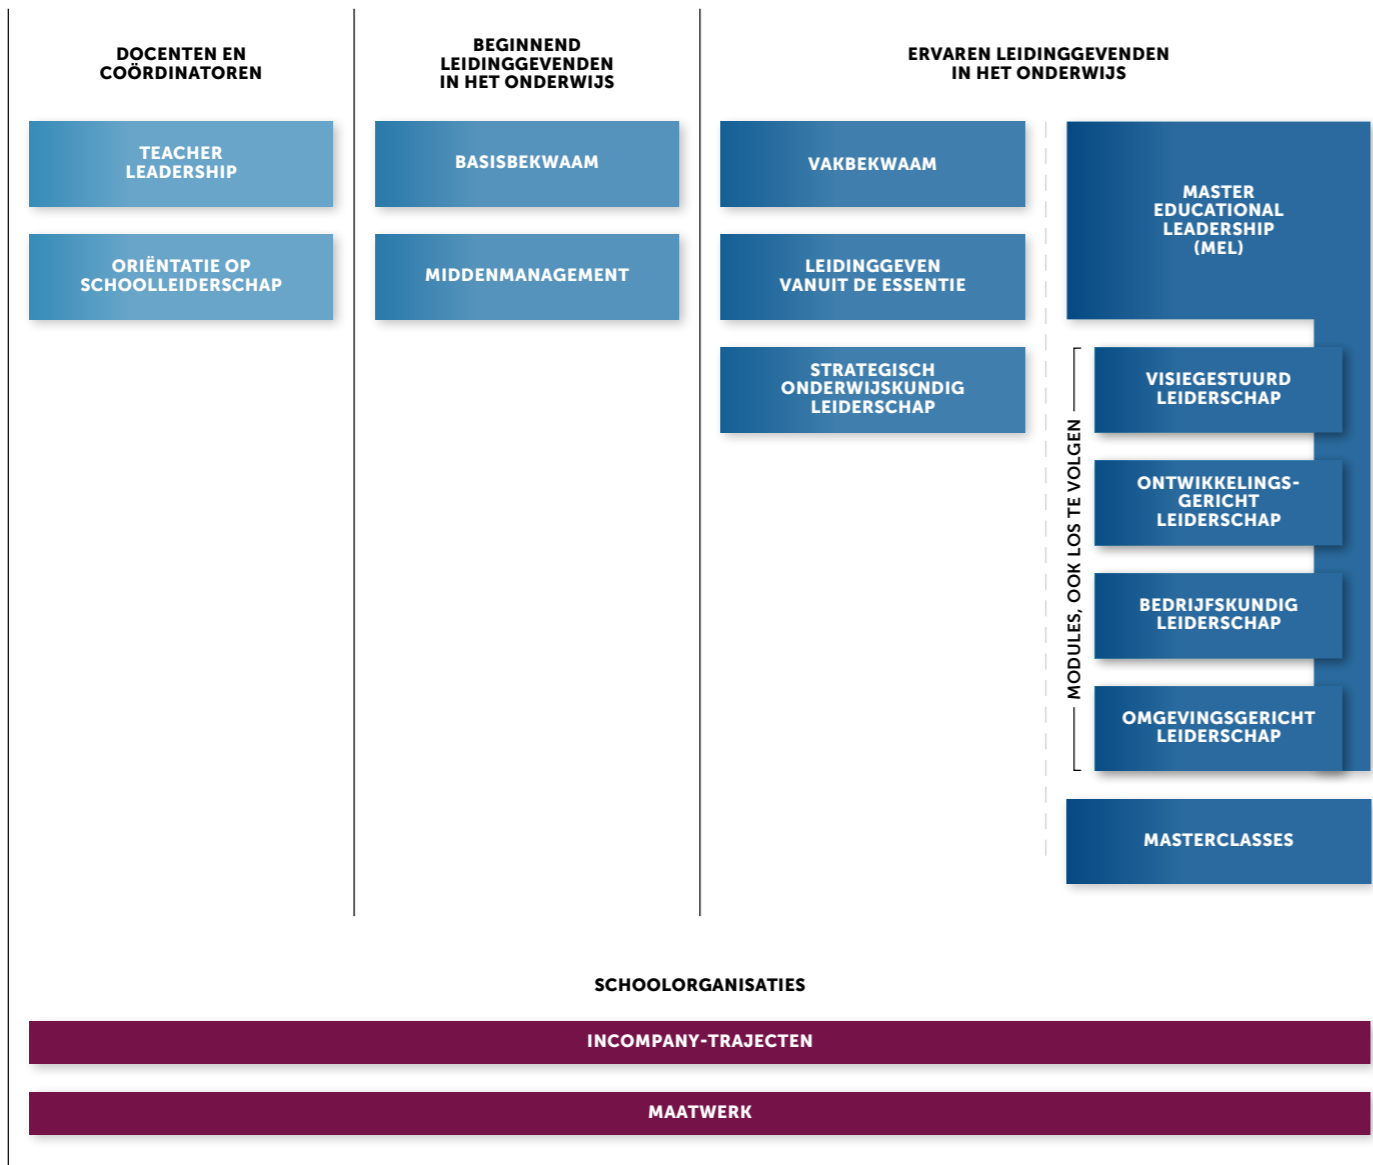 DOCENTEN EN
COÖRDINATOREN
TEACHER
LEADERSHIP
ORIËNTATIE OP
SCHOOLLEIDERSCHAP
BEGINNEND
LEIDINGGEVENDEN
IN HET ONDERWIJS
BASISBEKWAAM
MIDDENMANAGEMENT
ERVAREN LEIDINGGEVENDEN
IN HET ONDERWIJS
VAKBEKWAAM
LEIDINGGEVEN
VANUIT DE ESSENTIE
STRATEGISCH
ONDERWIJSKUNDIG
LEIDERSCHAP
MASTER
EDUCATIONAL
LEADERSHIP
(MEL)
MODULES, OOK LOS TE VOLGEN
VISIEGESTUURD
LEIDERSCHAP
ONTWIKKELINGS-
GERICHT
LEIDERSCHAP
BEDRIJFSKUNDIG
LEIDERSCHAP
OMGEVINGSGERICHT
LEIDERSCHAP
MASTERCLASSES
SCHOOLORGANISATIES
INCOMPANY-TRAJECTEN
MAATWERK